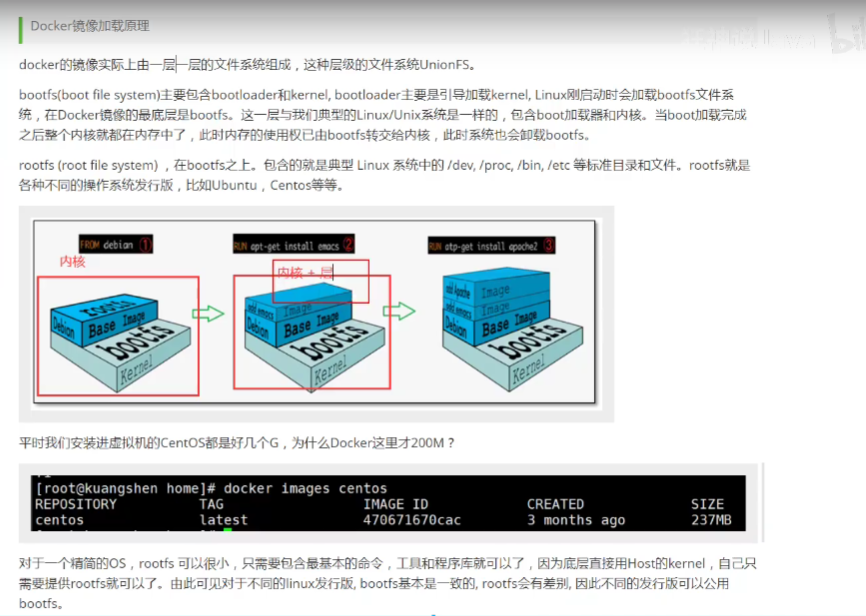 Docker镜像加载原理
docker的镜像实际上由一层一层的文件系统组成，这种层级的文件系统UnionFS。
bootfs(boot file system)主要包含bootloader和kernel, bootloader主要是引导加载kernel, Linux刚启动时会加载bootfs文件系
统，在Docker镜像的最底层是bootfs。这一层与我们典型的Linux/Unix系统是一样的，包含boot加载器和内核。当boot加载完成
之后整个内核就都在内存中了，此时内存的使用权已由bootfs转交给内核，此时系统也会卸载bootfs。
rootfs (root file system) ，在bootfs之上。包含的就是典型 Linux 系统中的 /dev, /proc, /bin, /etc 等标准目录和文件。rootfs就是
各种不同的操作系统发行版，比如Ubuntu，Centos等等。
FROM debian ①
RUN apt-get install emacs ②
RUN atp-get install apache2 ③
内核
内核 + 层
rootfs
Debian
Base Image
bootfs
Kernel
Image
add emacs
Debian
Base Image
bootfs
Kernel
add Apache
Image
add emacs
Image
Debian
Base Image
bootfs
Kernel
平时我们安装进虚拟机的CentOS都是好几个G，为什么Docker这里才200M？
[root@kuangshen home]# docker images centos
REPOSITORY TAG IMAGE ID CREATED SIZE
centos latest 470671670cac 3 months ago 237MB
对于一个精简的OS，rootfs 可以很小，只需要包含最基本的命令，工具和程序库就可以了，因为底层直接用Host的kernel，自己只
需要提供rootfs就可以了。由此可见对于不同的linux发行版, bootfs基本是一致的, rootfs会有差别, 因此不同的发行版可以公用
bootfs。